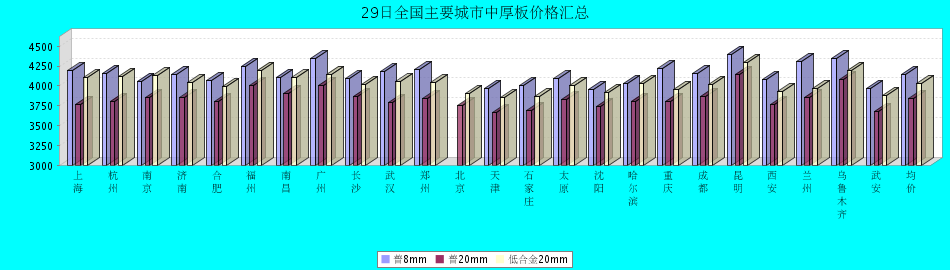 29日全国主要城市中厚板价格汇总
4500
4250
4000
3750
3500
3250
3000
上海
杭州
南京
济南
合肥
福州
南昌
广州
长沙
武汉
郑州
北京
天津
石家庄
太原
沈阳
哈尔滨
重庆
成都
昆明
西安
兰州
乌鲁木齐
武安
均价
普8mm 普20mm 低合金20mm